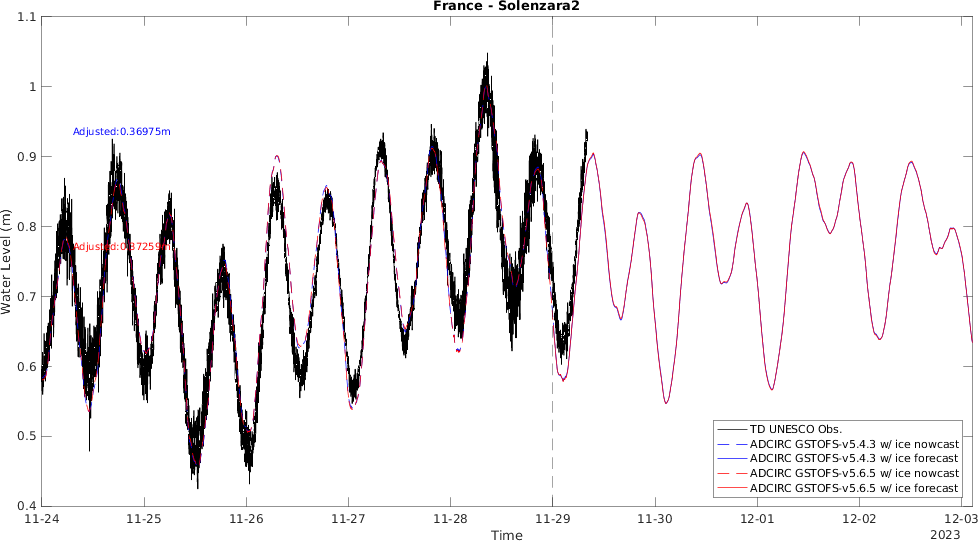 France - Solenzara2
1.1
1
0.9
0.8
0.7
0.6
0.5
0.4
Water Level (m)
Adjusted:0.36975m
Adjusted:0.37259m
TD UNESCO Obs.
ADCIRC GSTOFS-v5.4.3 w/ ice nowcast
ADCIRC GSTOFS-v5.4.3 w/ ice forecast
ADCIRC GSTOFS-v5.6.5 w/ ice nowcast
ADCIRC GSTOFS-v5.6.5 w/ ice forecast
11-24 11-25 11-26 11-27 11-28 11-29 11-30 12-01 12-02 12-03
Time
2023